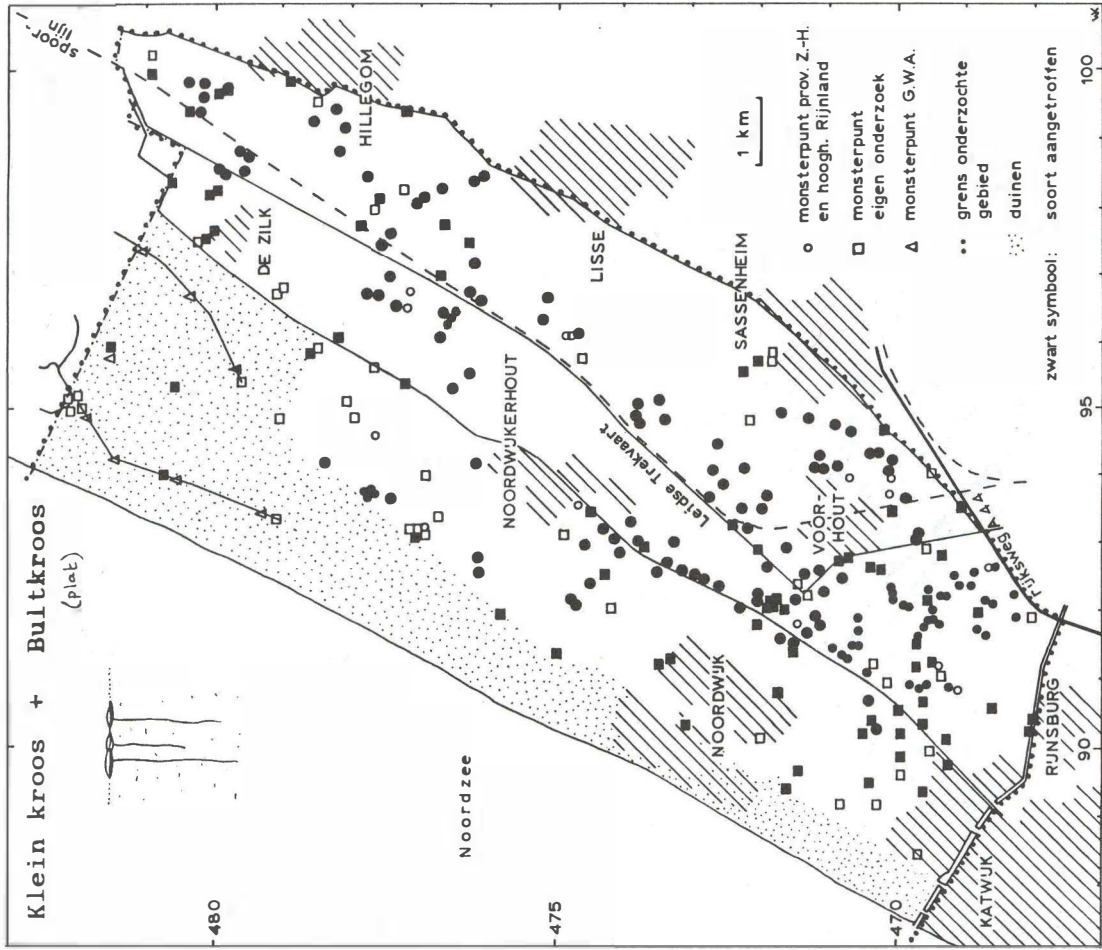 Klein kroos + Bultkroos
(plat)
spoor
lijn
HILLEGOM
DE ZILK
LISSE
NOORDWIJKERHOUT
SASSENHEIM
Leidse Trekvaart
VOOR-
HOUT
Noordzee
NOORDWIJK
Rijksweg A 44
RIJNSBURG
KATWIJK
1 km
monsterpunt prov. Z.-H.
en hoogh. Rijnland
monsterpunt
eigen onderzoek
monsterpunt G.W.A.
grens onderzochte
gebied
duinen
zwart symbool: soort aangetroffen
480
475
470
90
95
100